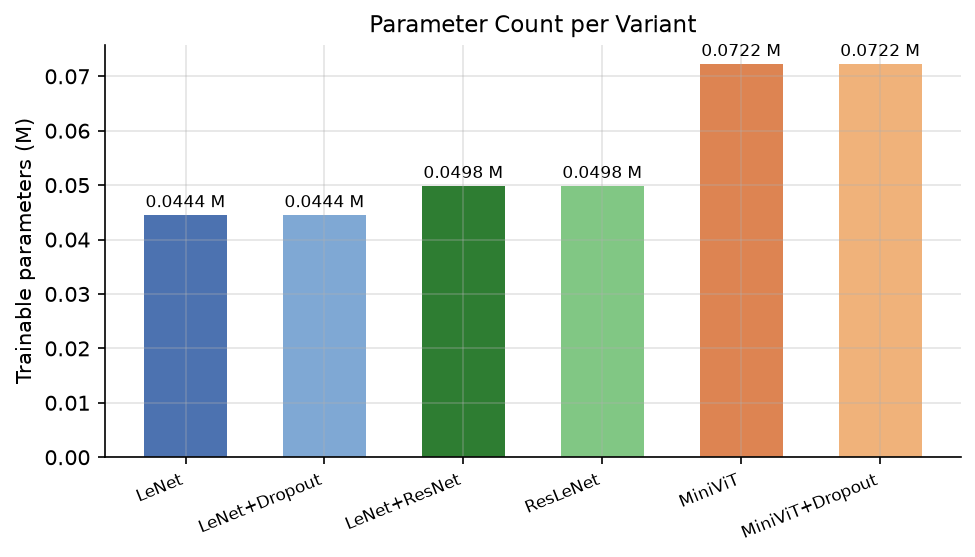 Parameter Count per Variant
Trainable parameters (M)
0.07
0.06
0.05
0.04
0.03
0.02
0.01
0.00
0.0444 M
0.0444 M
0.0498 M
0.0498 M
0.0722 M
0.0722 M
LeNet
LeNet+Dropout
LeNet+ResNet
ResLeNet
MiniViT
MiniViT+Dropout